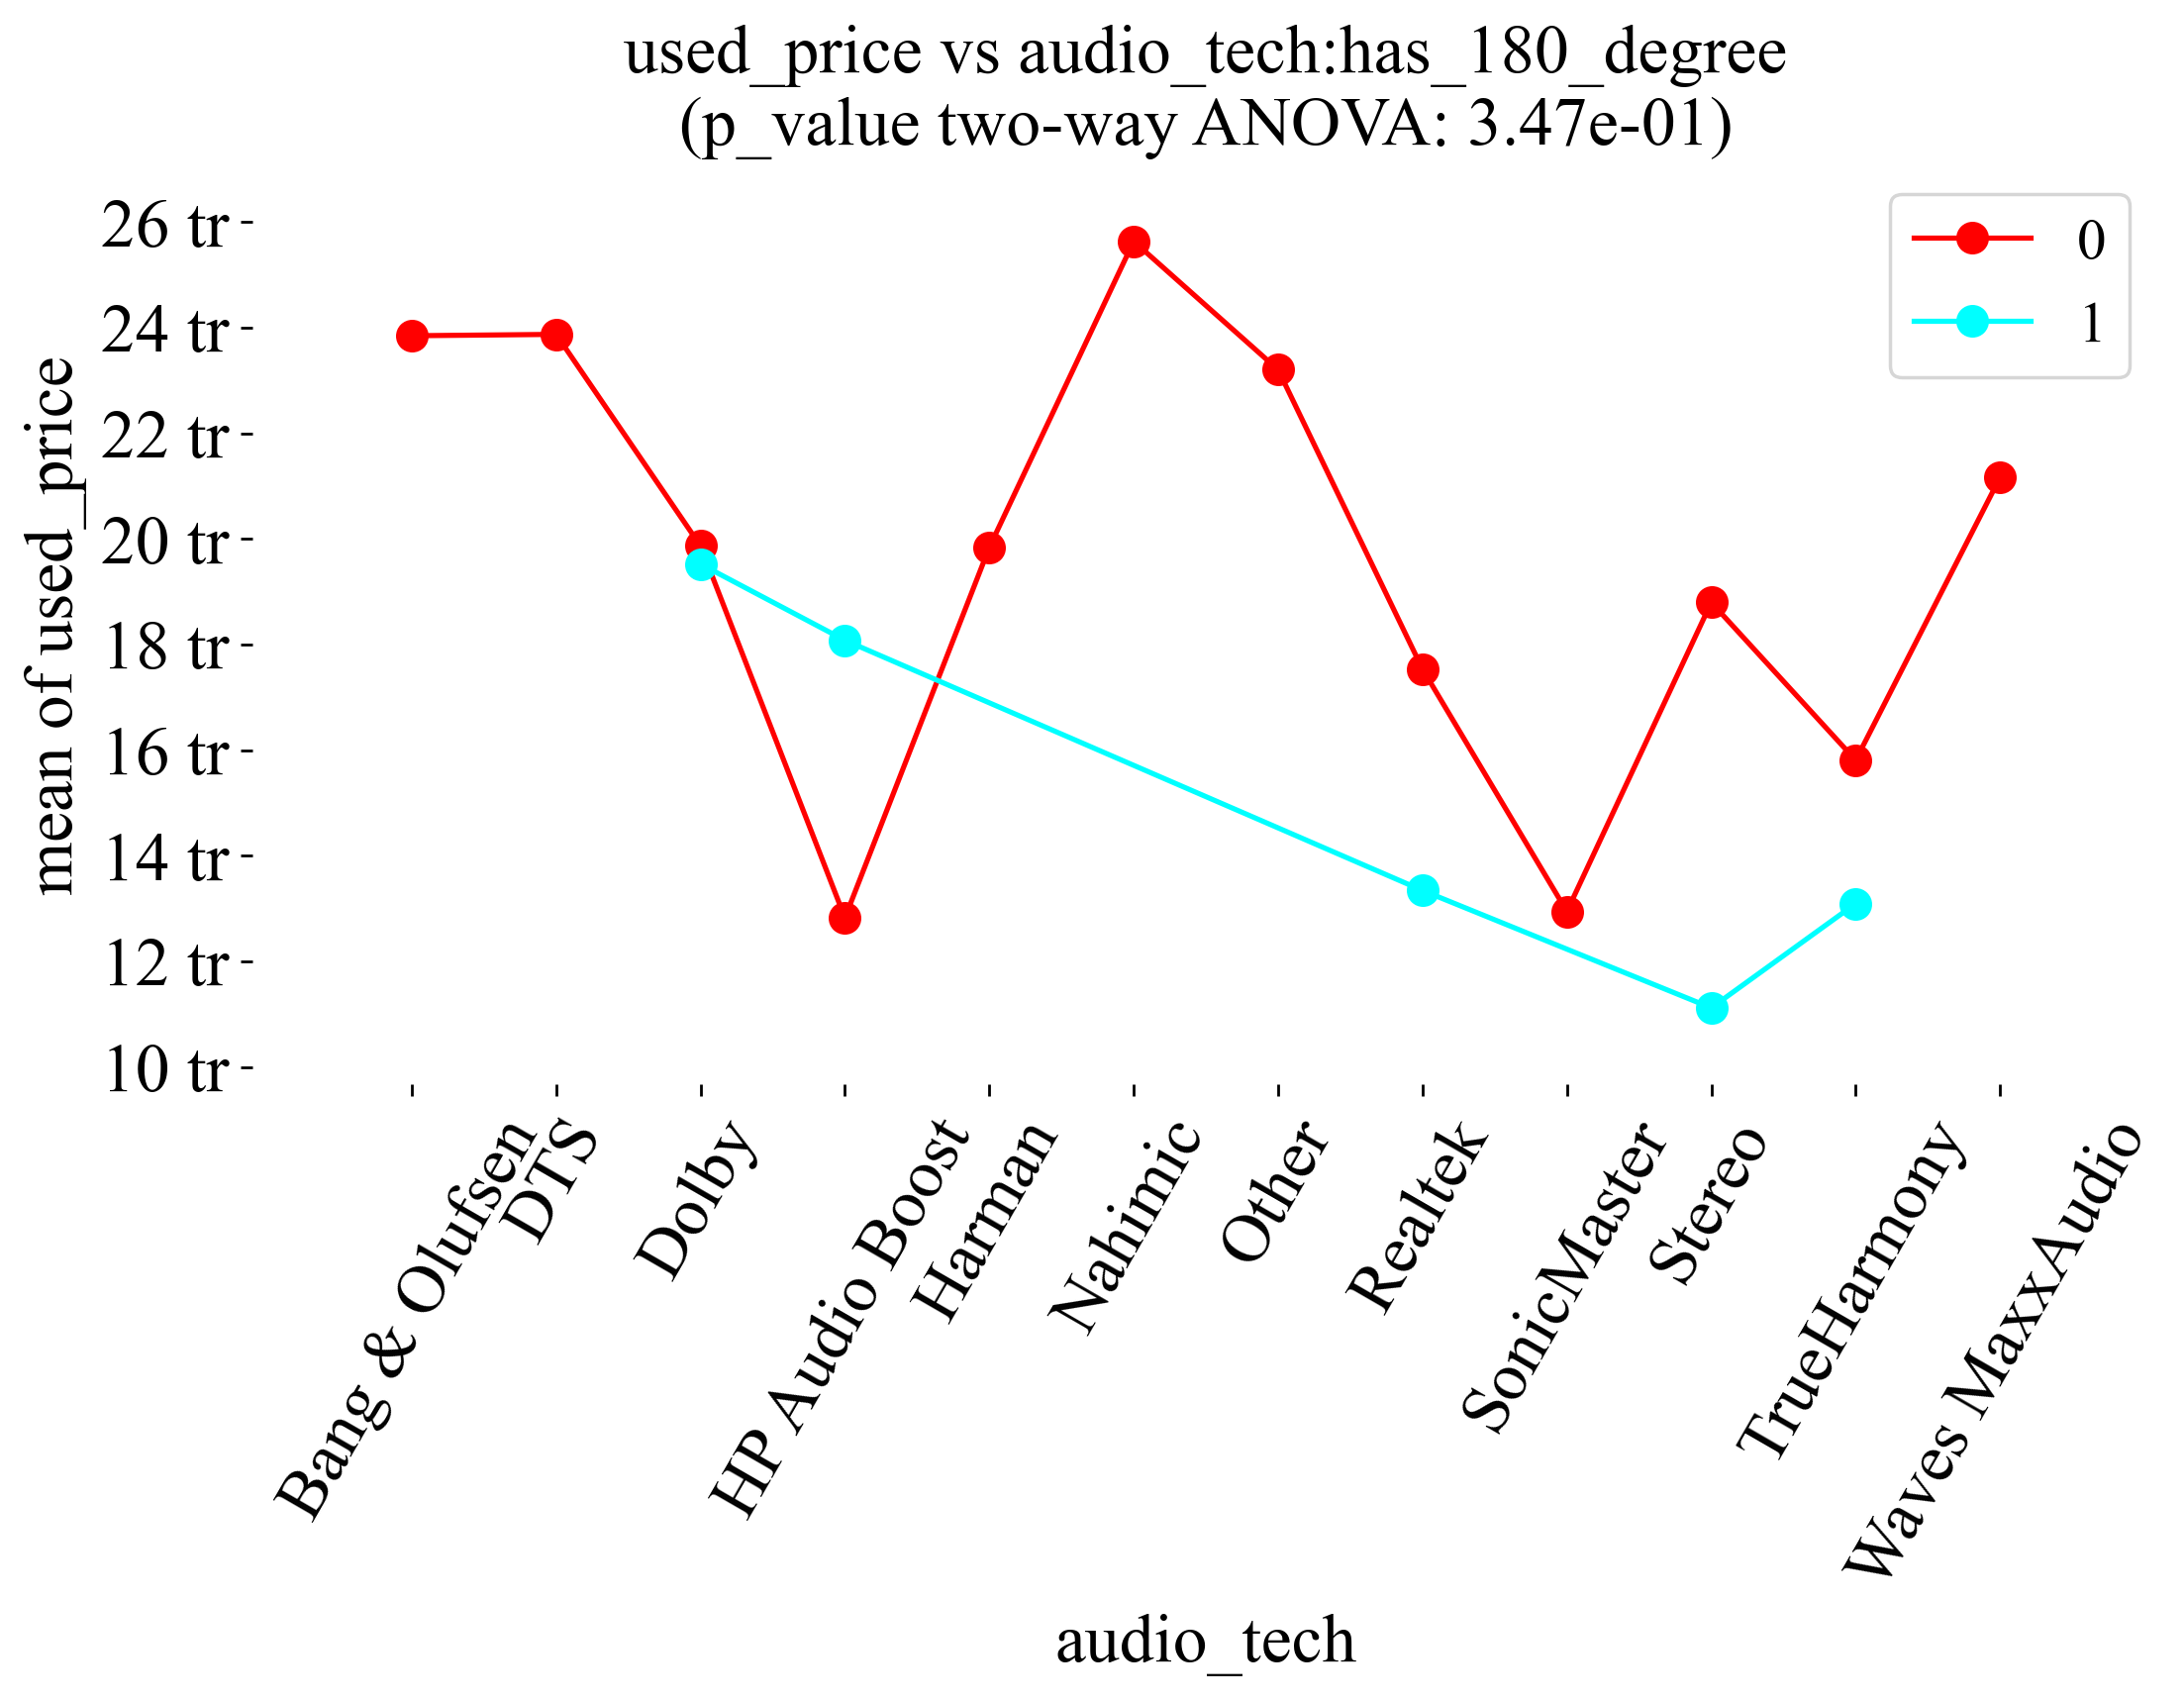 used_price vs audio_tech:has_180_degree
(p_value two-way ANOVA: 3.47e-01)
0
1
mean of used_price
26 tr
24 tr
22 tr
20 tr
18 tr
16 tr
14 tr
12 tr
10 tr
Bang & Olufsen
DTS
Dolby
HP Audio Boost
Harman
Nahimic
Other
Realtek
SonicMaster
Stereo
TrueHarmony
Waves MaxxAudio
audio_tech